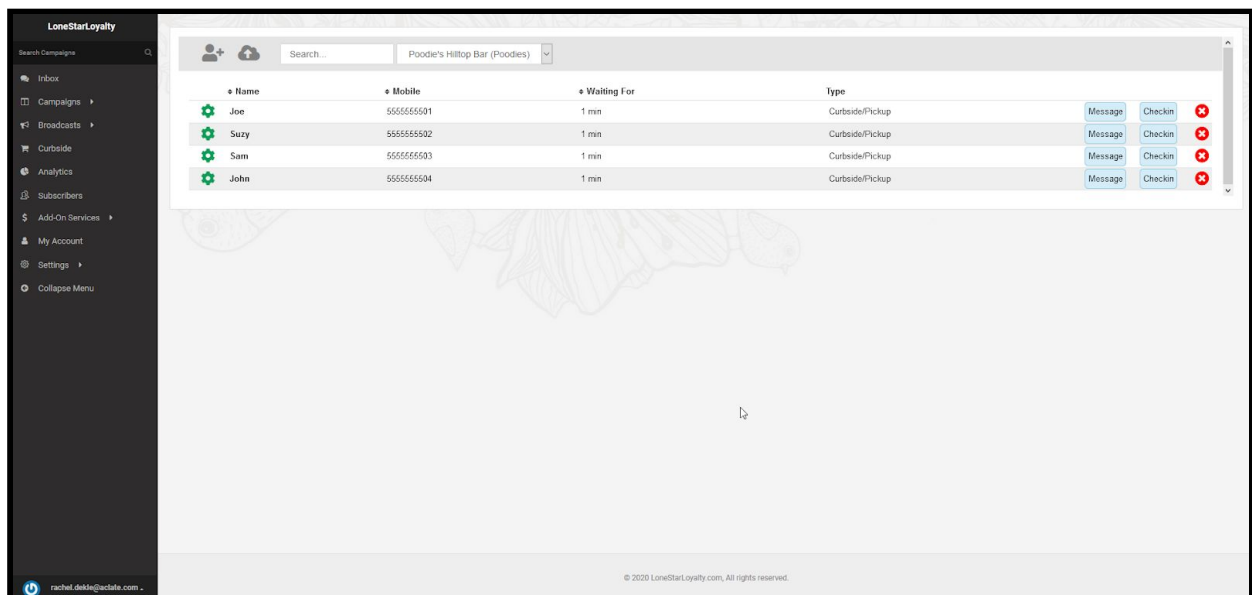 LoneStarLoyalty
Search Campaigns
Inbox
Campaigns
Broadcasts
Curbside
Analytics
Subscribers
$ Add-On Services
My Account
Settings
Collapse Menu
rachel.dekle@actate.com
Search...
Poodie's Hilltop Bar (Poodies)
Name Mobile Waiting For Type
Joe 5555555501 1 min Curbside/Pickup Message Checkin
Suzy 5555555502 1 min Curbside/Pickup Message Checkin
Sam 5555555503 1 min Curbside/Pickup Message Checkin
John 5555555504 1 min Curbside/Pickup Message Checkin
© 2020 LoneStarLoyalty.com, All rights reserved.